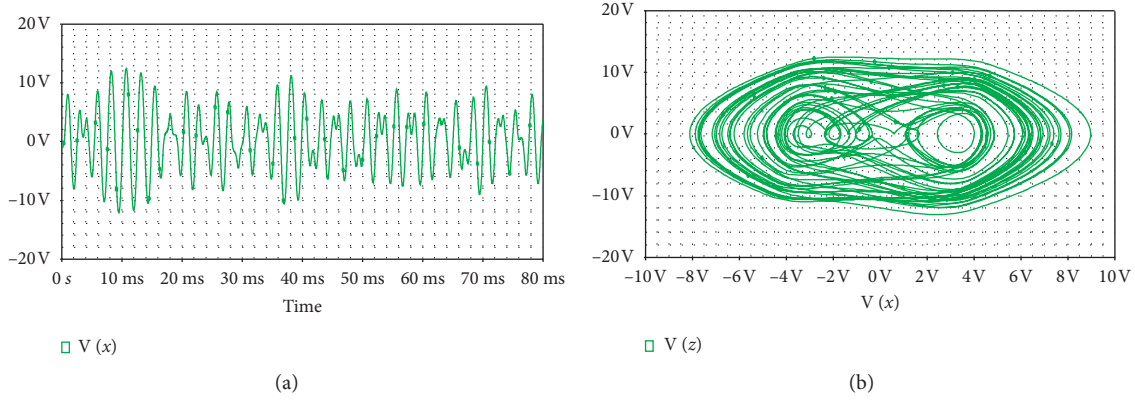 20 V
10 V
0 V
−10 V
−20 V
0 s 10 ms 20 ms 30 ms 40 ms 50 ms 60 ms 70 ms 80 ms
Time
V (x)
(a)
20 V
10 V
0 V
−10 V
−20 V
−10 V −8 V −6 V −4 V −2 V 0 V 2 V 4 V 6 V 8 V 10 V
V (x)
V (z)
(b)